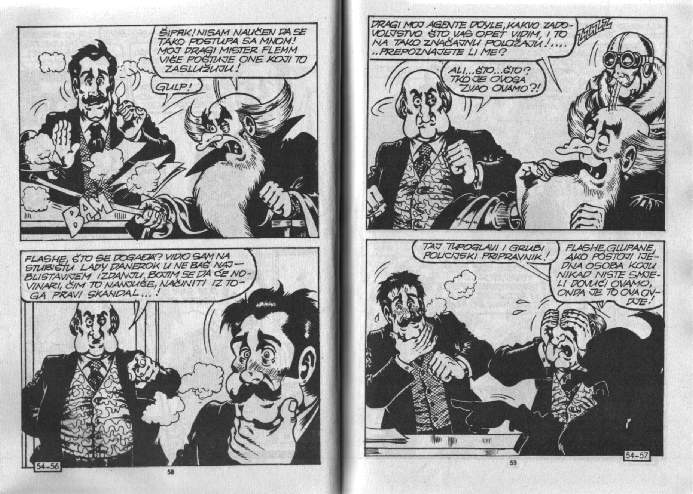 ŠIPAK! NISAM NAUČEN DA SE
TAKO POSTUPA SA MNOM!
MOJ DRAGI MISTER FLEMM
VIŠE POŠTUJE ONE KOJI TO
ZASLUŽUJU!
GULP!
BAM
FLASHE, ŠTO SE DOGAĐA? VIDIO SAM NA
STUBIŠTU LADY DANEROK U NE BAŠ NAJ-
BLISTAVIJEM IZDANJU, BOJIM SE DA ĆE NO-
VINARI, ČIM TO NANJUŠE, NAČINITI IZ TO-
GA PRAVI SKANDAL...!
54-56
58
DRAGI MOJ AGENTE DOYLE, KAKVO ZADO-
VOLJSTVO ŠTO VAS OPET VIDIM, I TO
NA TAKO ZNAČAJNU POLOŽAJU!....
..PREPOZNAJETE LI ME!?
ALI...ŠTO...ŠTO?
TKO JE OVOGA
ZVAO OVAMO?!
TAJ TUPOGLAVI I GRUBI
POLICIJSKI PRIPRAVNIK!
FLASHE, GLUPANE,
AKO POSTOJI IJE-
DNA OSOBA KOJU
NIKAD NISTE SMJE-
LI DOVUĆI OVAMO,
ONDA JE TO OVA OV-
DJE!
59
54-57